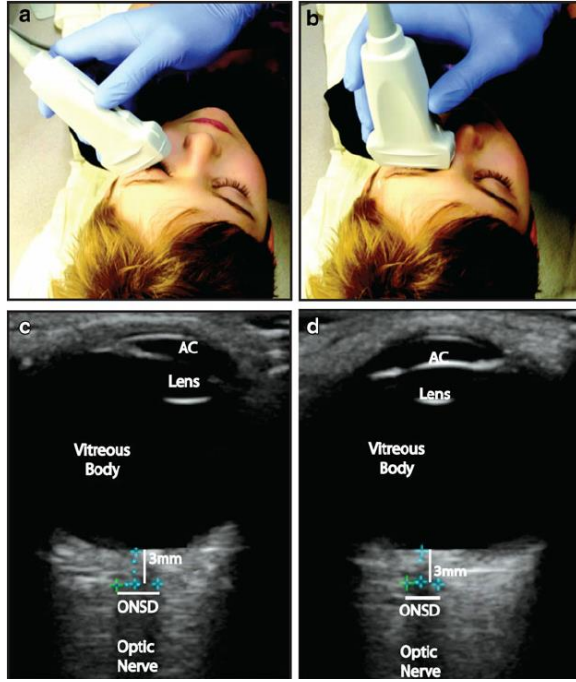 a
b
c
AC
Lens
Vitreous
Body
3mm
ONSD
Optic
Nerve
d
AC
Lens
Vitreous
Body
3mm
ONSD
Optic
Nerve